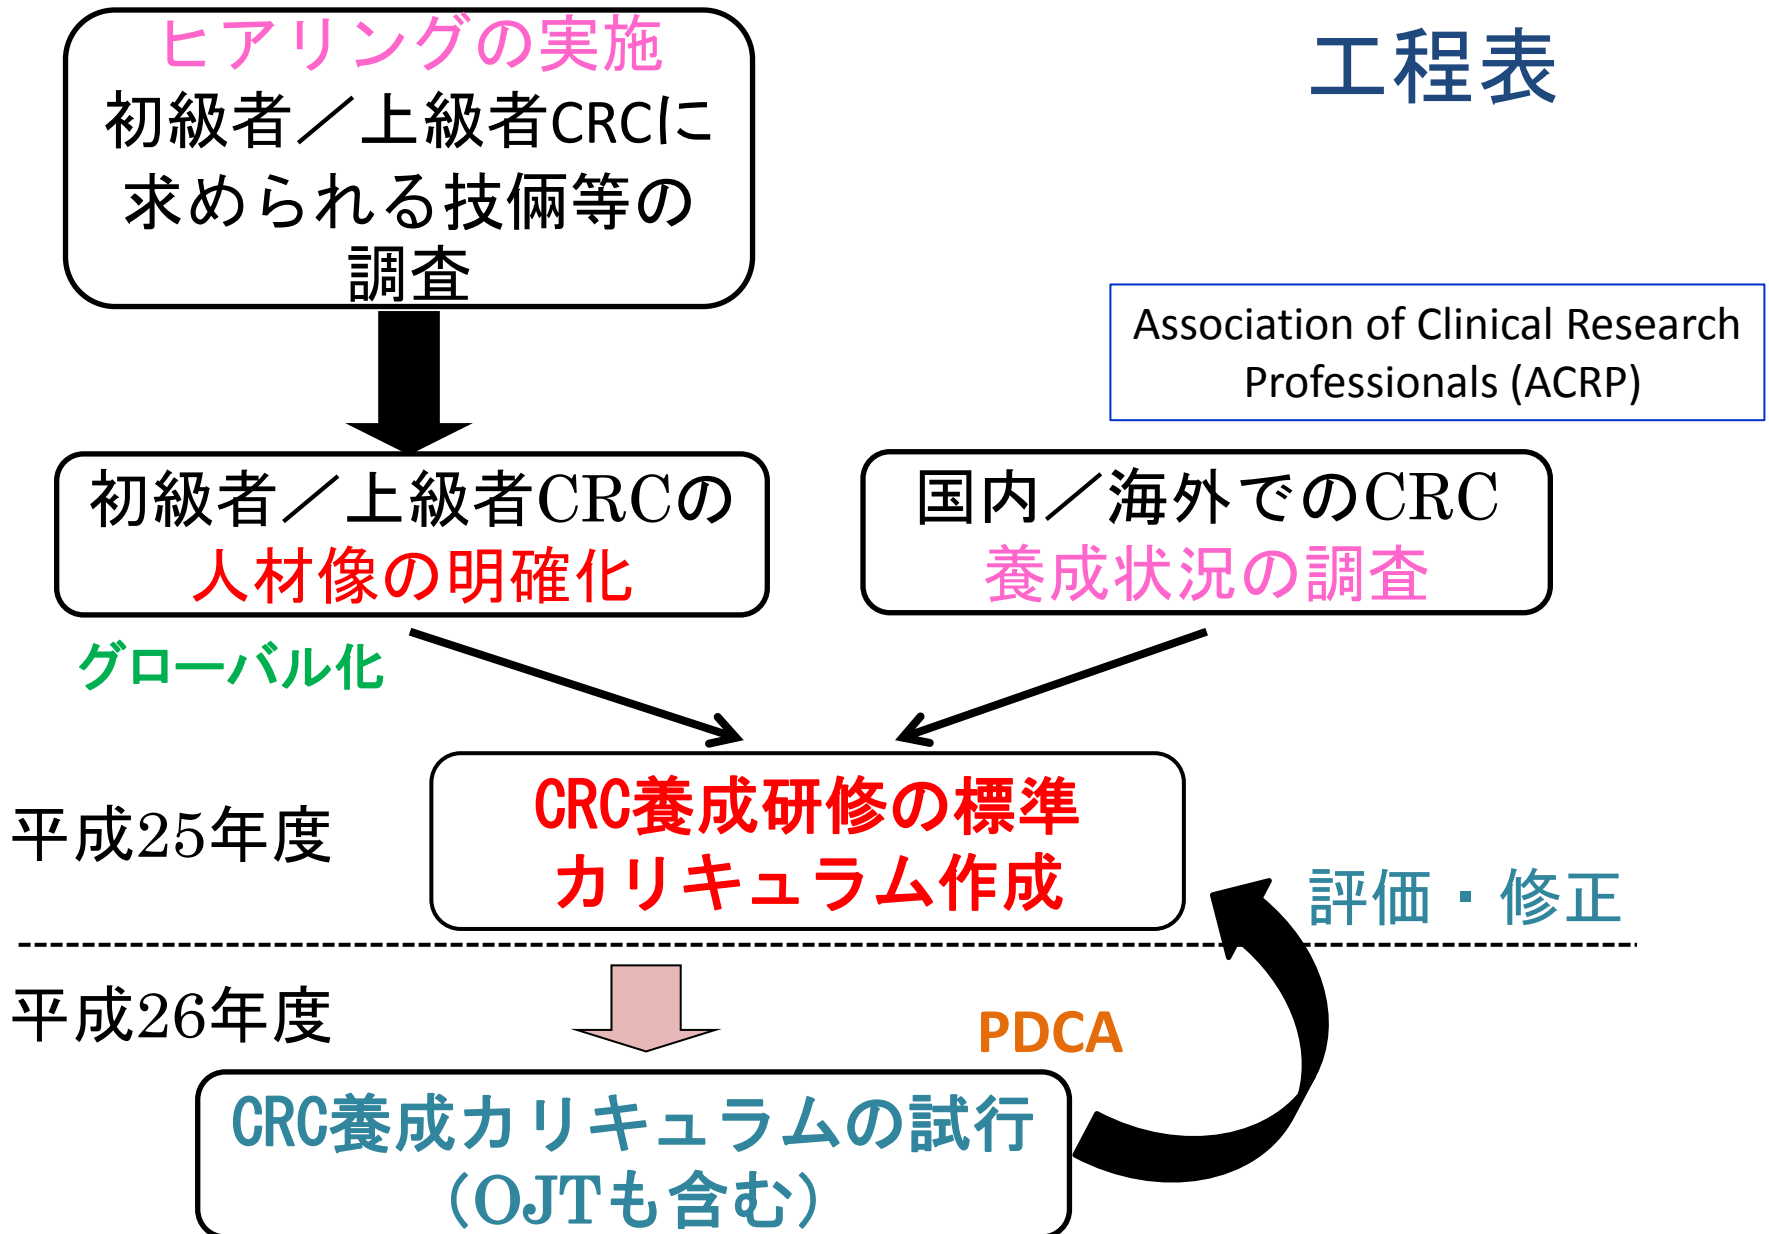 工程表
ヒアリングの実施
初級者／上級者CRCに
求められる技倆等の
調査
Association of Clinical Research
Professionals (ACRP)
初級者／上級者CRCの
人材像の明確化
国内／海外でのCRC
養成状況の調査
グローバル化
平成25年度
CRC養成研修の標準
カリキュラム作成
評価・修正
平成26年度
PDCA
CRC養成カリキュラムの試行
（OJTも含む）